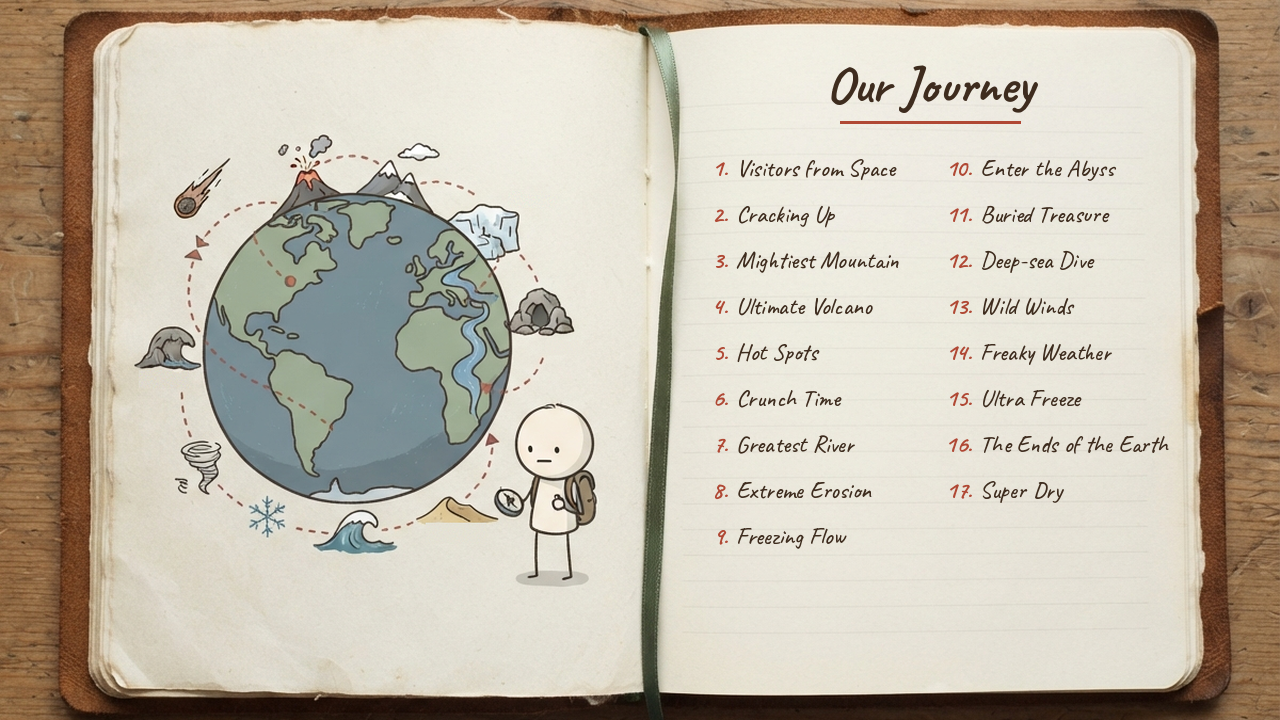 Our Journey
1. Visitors from Space
2. Cracking Up
3. Mightiest Mountain
4. Ultimate Volcano
5. Hot Spots
6. Crunch Time
7. Greatest River
8. Extreme Erosion
9. Freezing Flow
10. Enter the Abyss
11. Buried Treasure
12. Deep-sea Dive
13. Wild Winds
14. Freaky Weather
15. Ultra Freeze
16. The Ends of the Earth
17. Super Dry